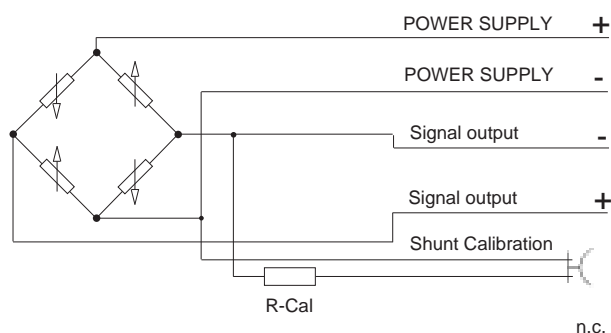 POWER SUPPLY +
POWER SUPPLY -
Signal output -
Signal output +
Shunt Calibration
R-Cal
n.c.